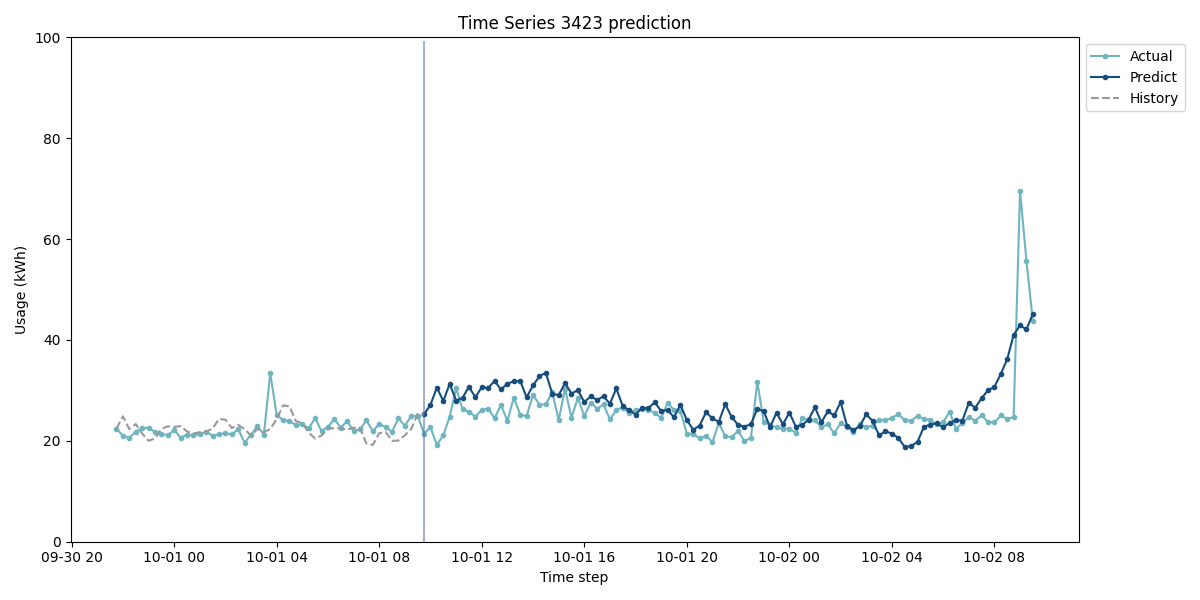 Time Series 3423 prediction
100
80
60
40
20
0
Usage (kWh)
09-30 20
10-01 00
10-01 04
10-01 08
10-01 12
10-01 16
10-01 20
10-02 00
10-02 04
10-02 08
Time step
Actual
Predict
History